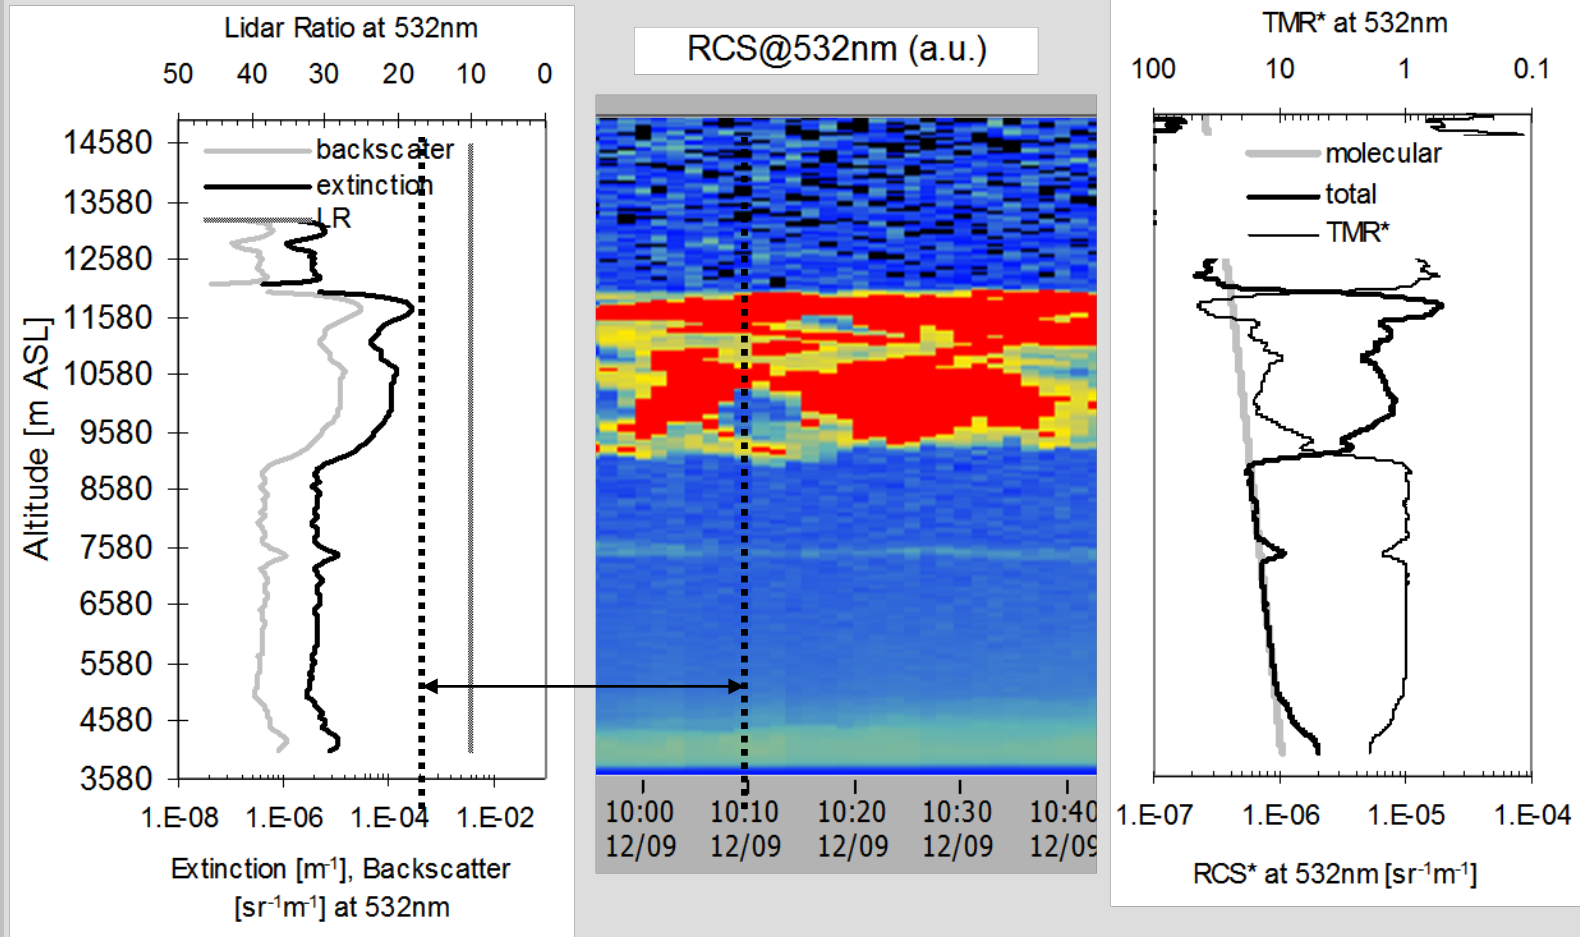 Lidar Ratio at 532nm
50 40 30 20 10 0
14580
13580
12580
11580
10580
9580
8580
7580
6580
5580
4580
3580
Altitude [m ASL]
backscater
extinction
LR
1.E-08 1.E-06 1.E-04 1.E-02
Extinction [m-1], Backscatter
[sr-1m-1] at 532nm
RCS@532nm (a.u.)
10:00 10:10 10:20 10:30 10:40
12/09 12/09 12/09 12/09 12/09
TMR* at 532nm
100 10 1 0.1
molecular
total
TMR*
1.E-07 1.E-06 1.E-05 1.E-04
RCS* at 532nm [sr-1m-1]